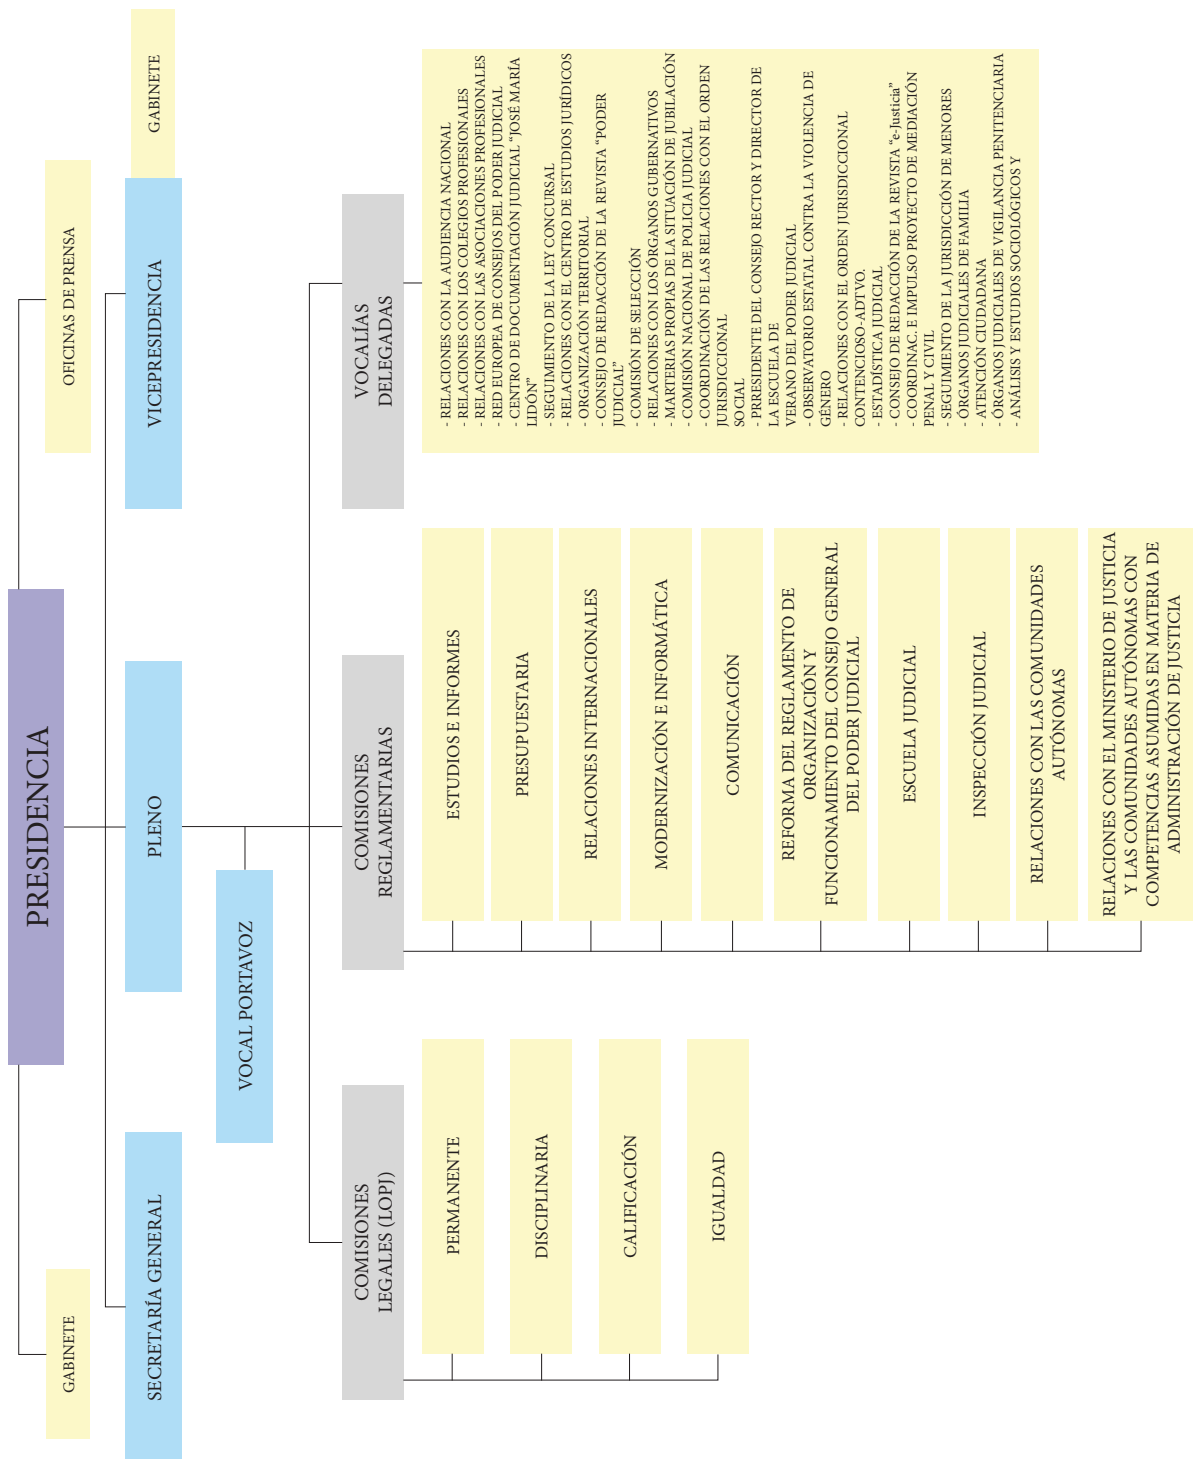 PRESIDENCIA
GABINETE
OFICINAS DE PRENSA
SECRETARÍA GENERAL
PLENO
VICEPRESIDENCIA
GABINETE
VOCAL PORTAVOZ
COMISIONES
LEGALES (LOPJ)
PERMANENTE
DISCIPLINARIA
CALIFICACIÓN
IGUALDAD
COMISIONES
REGLAMENTARIAS
ESTUDIOS E INFORMES
PRESUPUESTARIA
RELACIONES INTERNACIONALES
MODERNIZACIÓN E INFORMÁTICA
COMUNICACIÓN
REFORMA DEL REGLAMENTO DE
ORGANIZACIÓN Y
FUNCIONAMIENTO DEL CONSEJO GENERAL
DEL PODER JUDICIAL
ESCUELA JUDICIAL
INSPECCIÓN JUDICIAL
RELACIONES CON LAS COMUNIDADES
AUTÓNOMAS
RELACIONES CON EL MINISTERIO DE JUSTICIA
Y LAS COMUNIDADES AUTÓNOMAS CON
COMPETENCIAS ASUMIDAS EN MATERIA DE
ADMINISTRACIÓN DE JUSTICIA
VOCALÍAS
DELEGADAS
- RELACIONES CON LA AUDIENCIA NACIONAL
- RELACIONES CON LOS COLEGIOS PROFESIONALES
- RELACIONES CON LAS ASOCIACIONES PROFESIONALES
- RED EUROPEA DE CONSEJOS DEL PODER JUDICIAL
- CENTRO DE DOCUMENTACIÓN JUDICIAL "JOSÉ MARÍA
LIDÓN"
- SEGUIMIENTO DE LA LEY CONCURSAL
- RELACIONES CON EL CENTRO DE ESTUDIOS JURÍDICOS
- ORGANIZACIÓN TERRITORIAL
- CONSEJO DE REDACCIÓN DE LA REVISTA "PODER
JUDICIAL"
- COMISIÓN DE SELECCIÓN
- RELACIONES CON LOS ÓRGANOS GUBERNATIVOS
- MARTERIAS PROPIAS DE LA SITUACIÓN DE JUBILACIÓN
- COMISIÓN NACIONAL DE POLICIA JUDICIAL
- COORDINACIÓN DE LAS RELACIONES CON EL ORDEN
JURISDICCIONAL
SOCIAL
- PRRESIDENTE DEL CONSEJO RECTOR Y DIRECTOR DE
LA ESCUELA DE
VERANO DEL PODER JUDICIAL
- OBSERVATORIO ESTATAL CONTRA LA VIOLENCIA DE
GÉNERO
- RELACIONES CON EL ORDEN JURISDICCIONAL
CONTENCIOSO-ADTVO.
- ESTADÍSTICA JUDICIAL
- CONSEJO DE REDACCIÓN DE LA REVISTA "e-Justicia"
- COORDINAC. E IMPULSO PROYECTO DE MEDIACIÓN
PENAL Y CIVIL
- SEGUIMIENTO DE LA JURISDICCIÓN DE MENORES
- ÓRGANOS JUDICIALES DE FAMILIA
- ATENCIÓN CIUDADANA
- ÓRGANOS JUDICIALES DE VIGILANCIA PENITENCIARIA
- ANÁLISIS Y ESTUDIOS SOCIOLÓGICOS Y